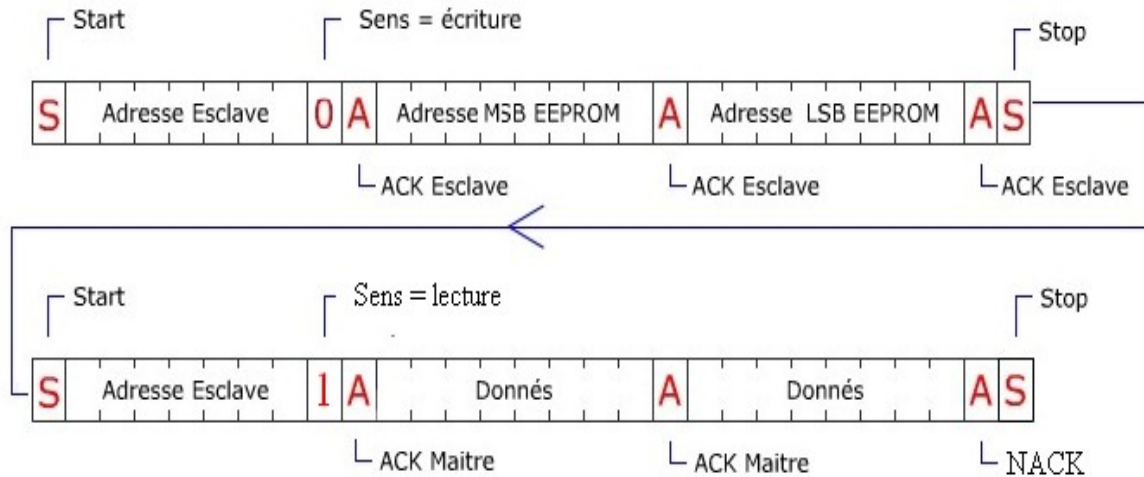 Start Sens = écriture Stop
S Adresse Esclave 0 A Adresse MSB EEPROM A Adresse LSB EEPROM A S
ACK Esclave ACK Esclave ACK Esclave
Start Sens = lecture Stop
S Adresse Esclave 1 A Donnés A Donnés A S
ACK Maitre ACK Maitre NACK